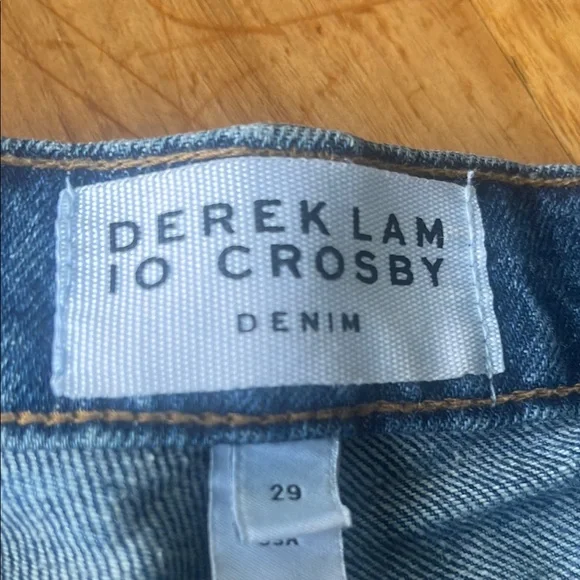 DEREK LAM
10 CROSBY
DENIM
29